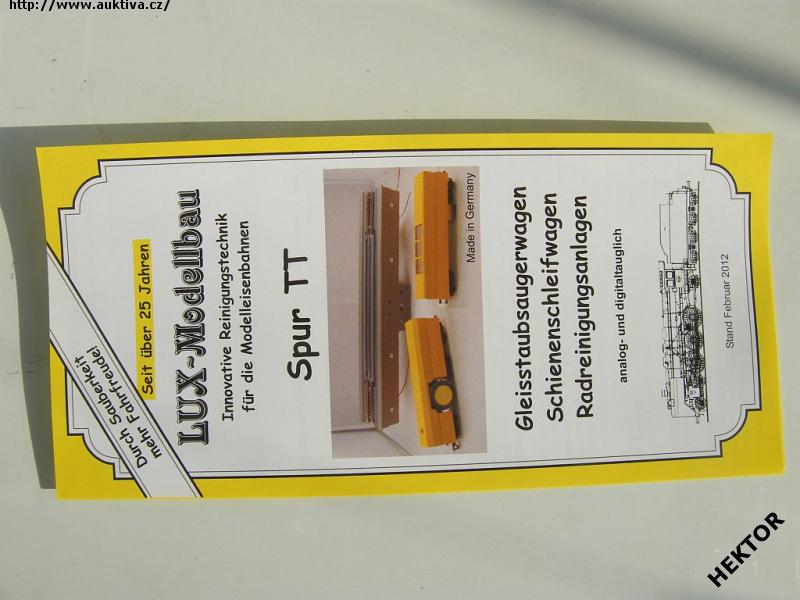 http://www.auktiva.cz/
Durch Sauberkeit
mehr Fahrfreude!
Seit über 25 Jahren
LUX-Modellbau
Innovative Reinigungstechnik
für die Modelleisenbahnen
Spur TT
Made in Germany
Gleisstaubsaugerwagen
Schienenschleifwagen
Radreinigungsanlagen
analog- und digitaltauglich
Stand Februar 2012
HEKTOR